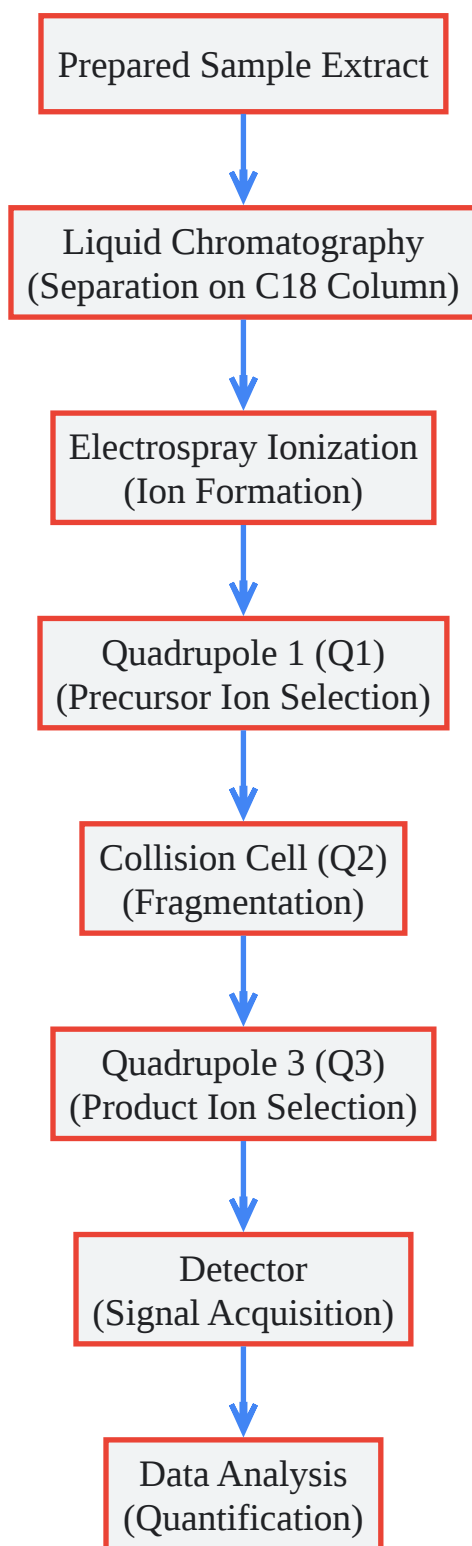 Prepared Sample Extract
Liquid Chromatography
(Separation on C18 Column)
Electrospray Ionization
(Ion Formation)
Quadrupole 1 (Q1)
(Precursor Ion Selection)
Collision Cell (Q2)
(Fragmentation)
Quadrupole 3 (Q3)
(Product Ion Selection)
Detector
(Signal Acquisition)
Data Analysis
(Quantification)